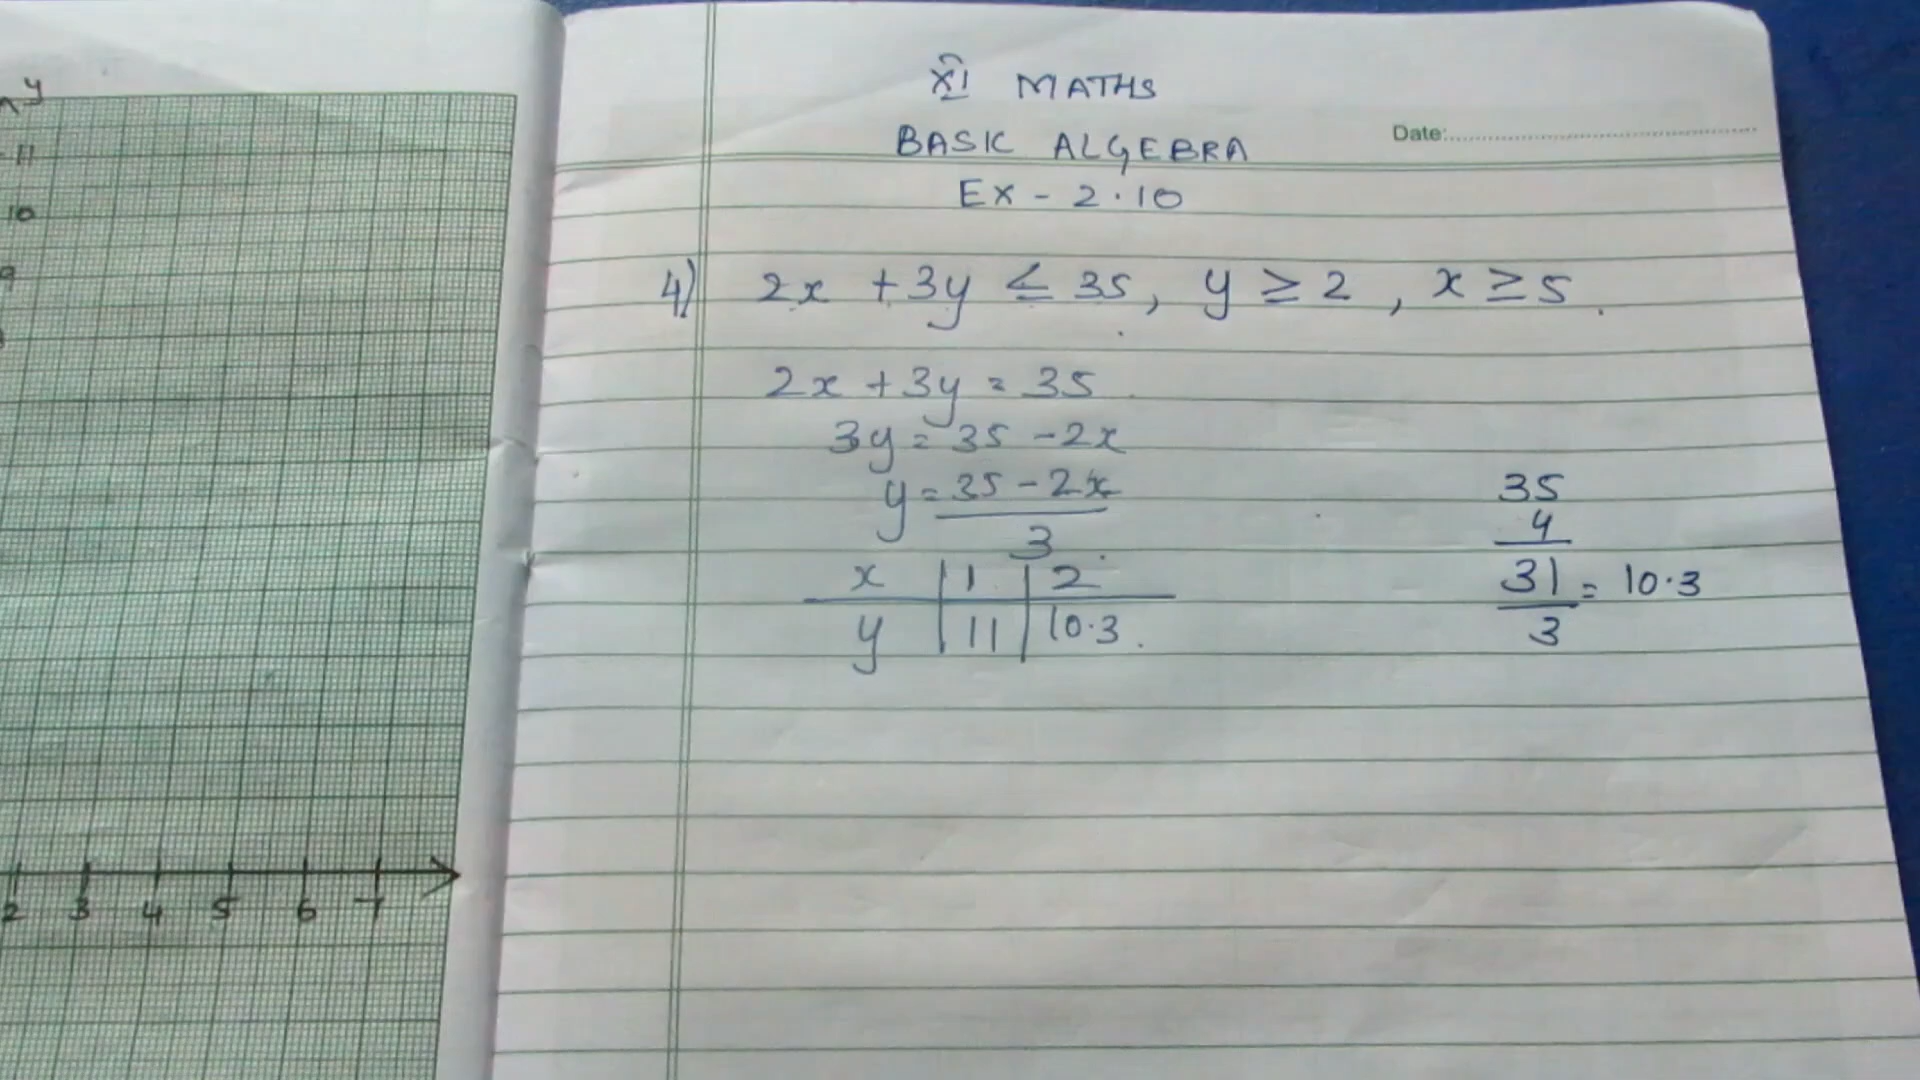 y
11
10
9
2 3 4 5 6 7
XI MATHS
BASIC ALGEBRA
Date:
EX - 2.10
4) 2x + 3y ≤ 35, y ≥ 2, x ≥ 5.
2x + 3y = 35
3y = 35 - 2x
y = 35 - 2x
3
x | 1 | 2
y | 11 | 10.3
35
4
31 = 10.3
3